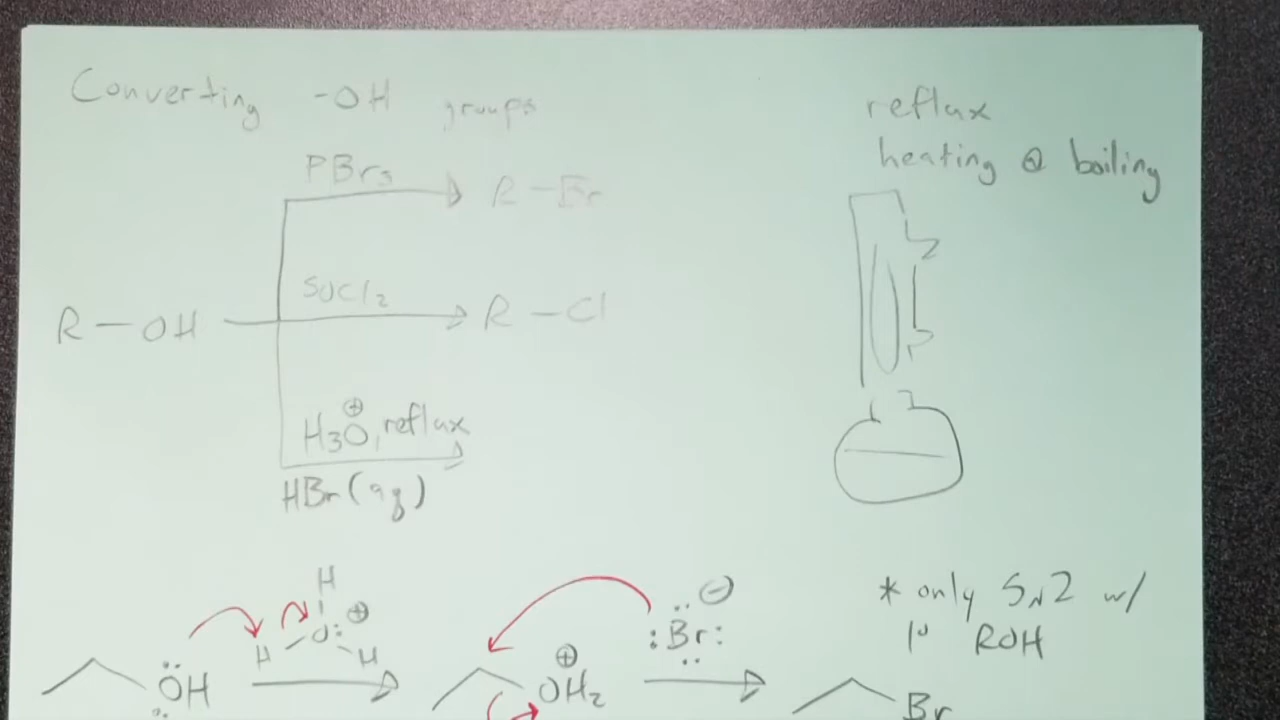 Converting -OH groups
reflux
heating @ boiling
PBr₃
R-Br
SOCl₂
R-OH
R-Cl
H₃O⊕, reflux
HBr(aq)
* only SN2 w/
1° ROH
H
O: ⊕
H H
ÖH
⊕
OH₂
:Br: ⊖
Br